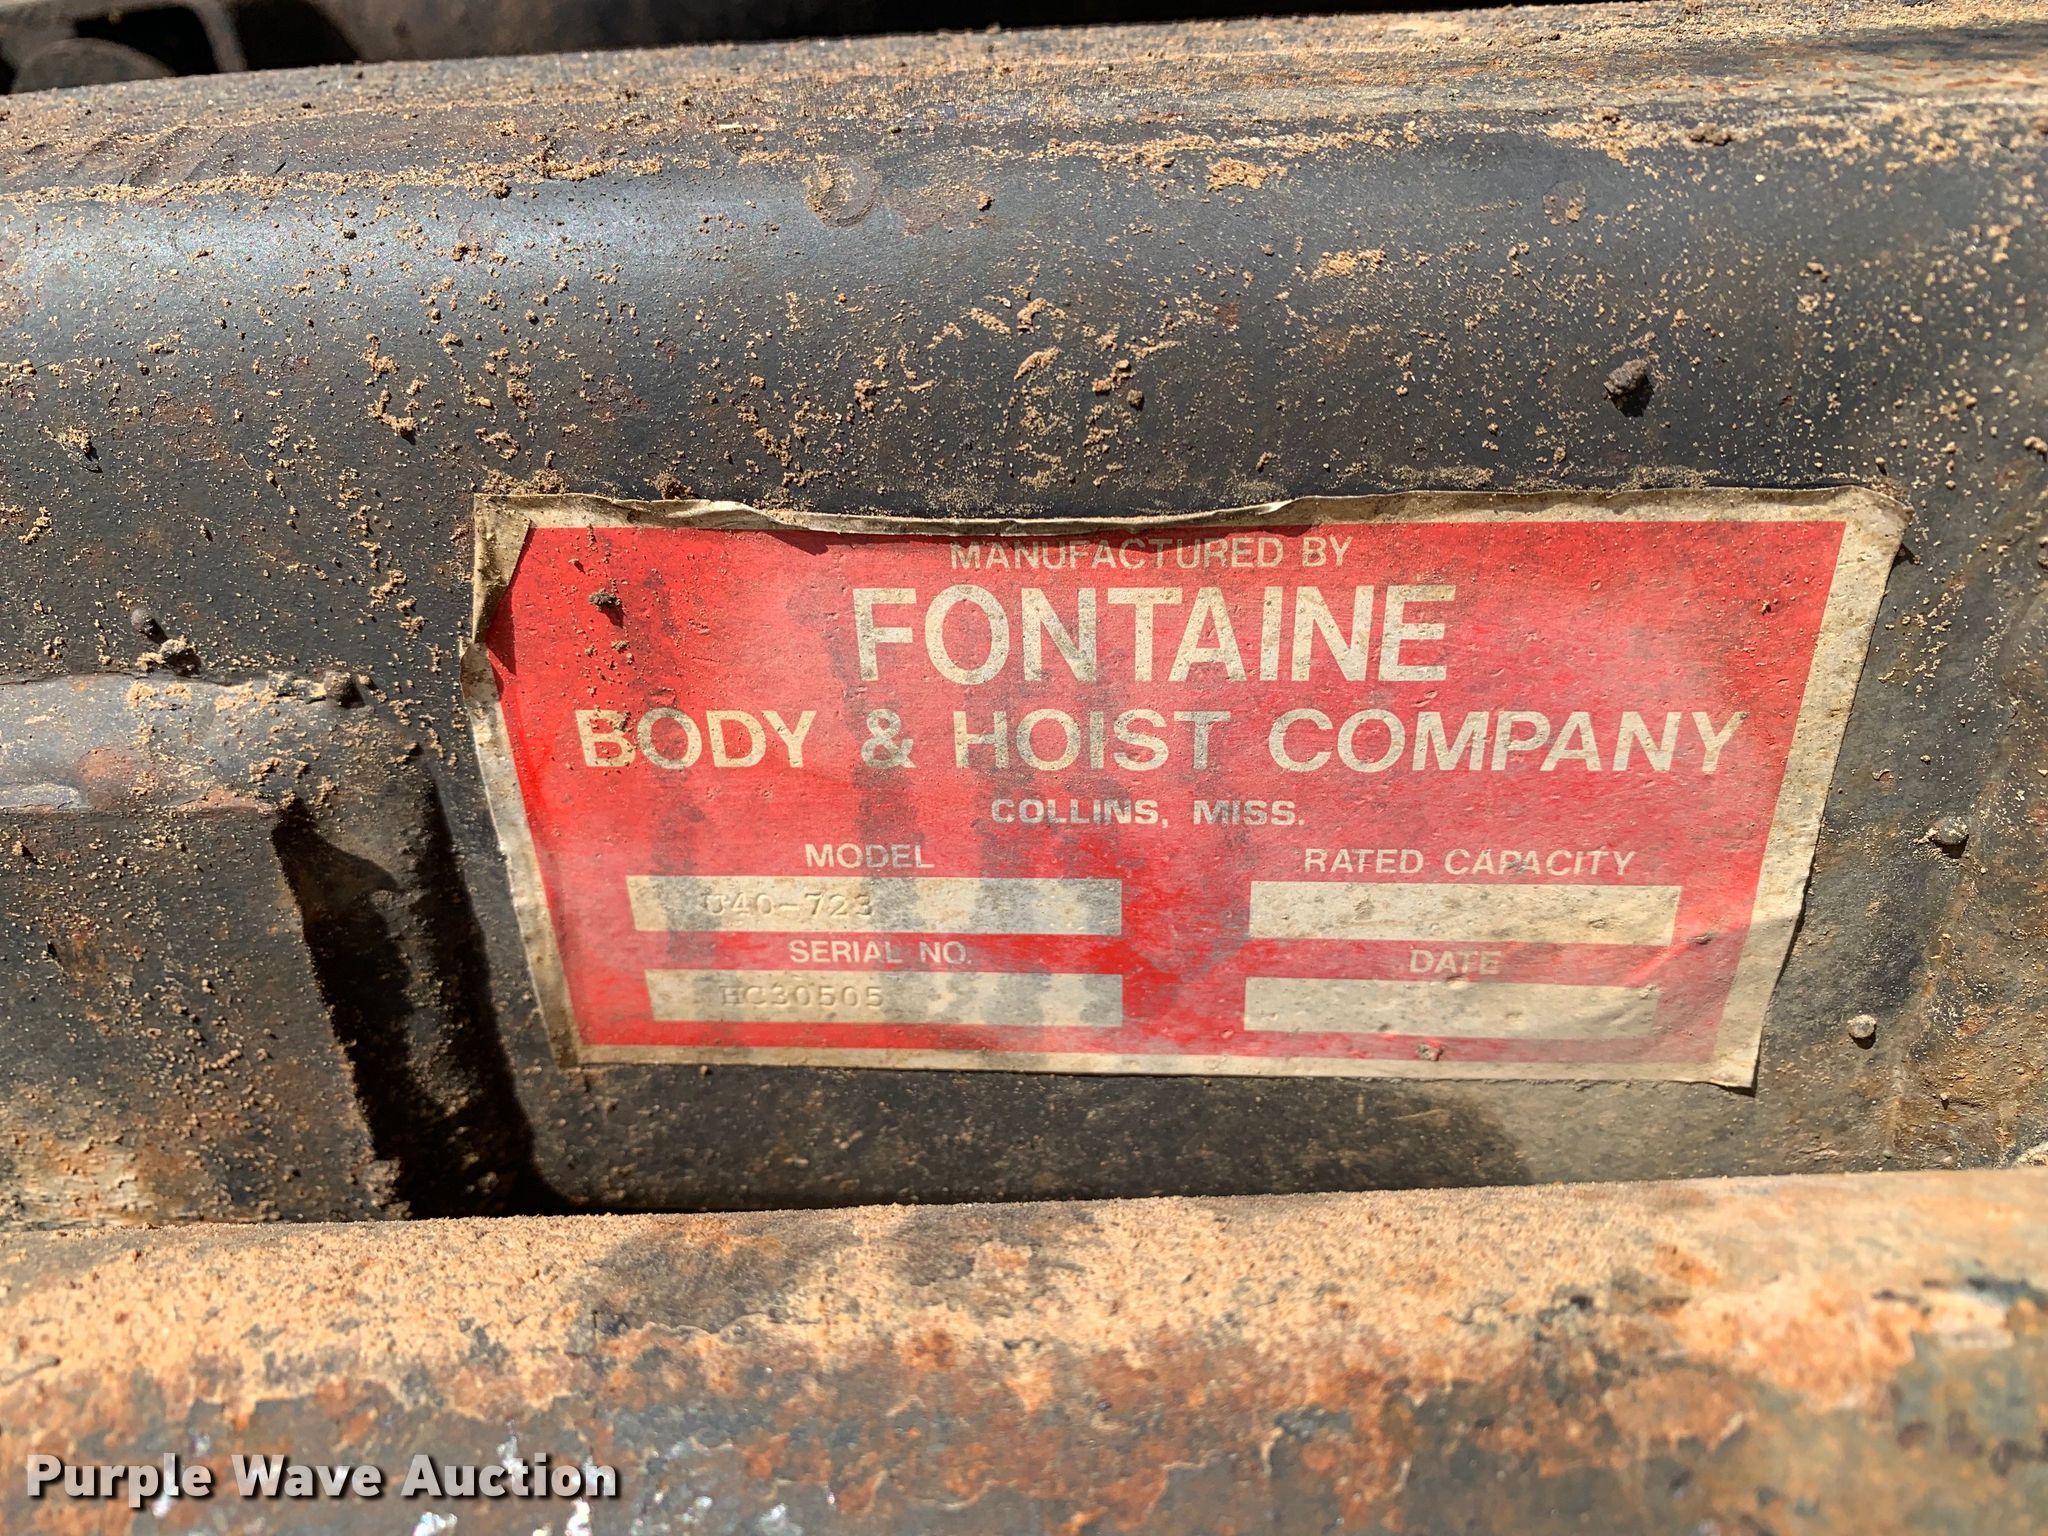 MANUFACTURED BY
FONTAINE
BODY & HOIST COMPANY
COLLINS, MISS.
MODEL
RATED CAPACITY
U40-723
SERIAL NO.
DATE
HC30505
Purple Wave Auction